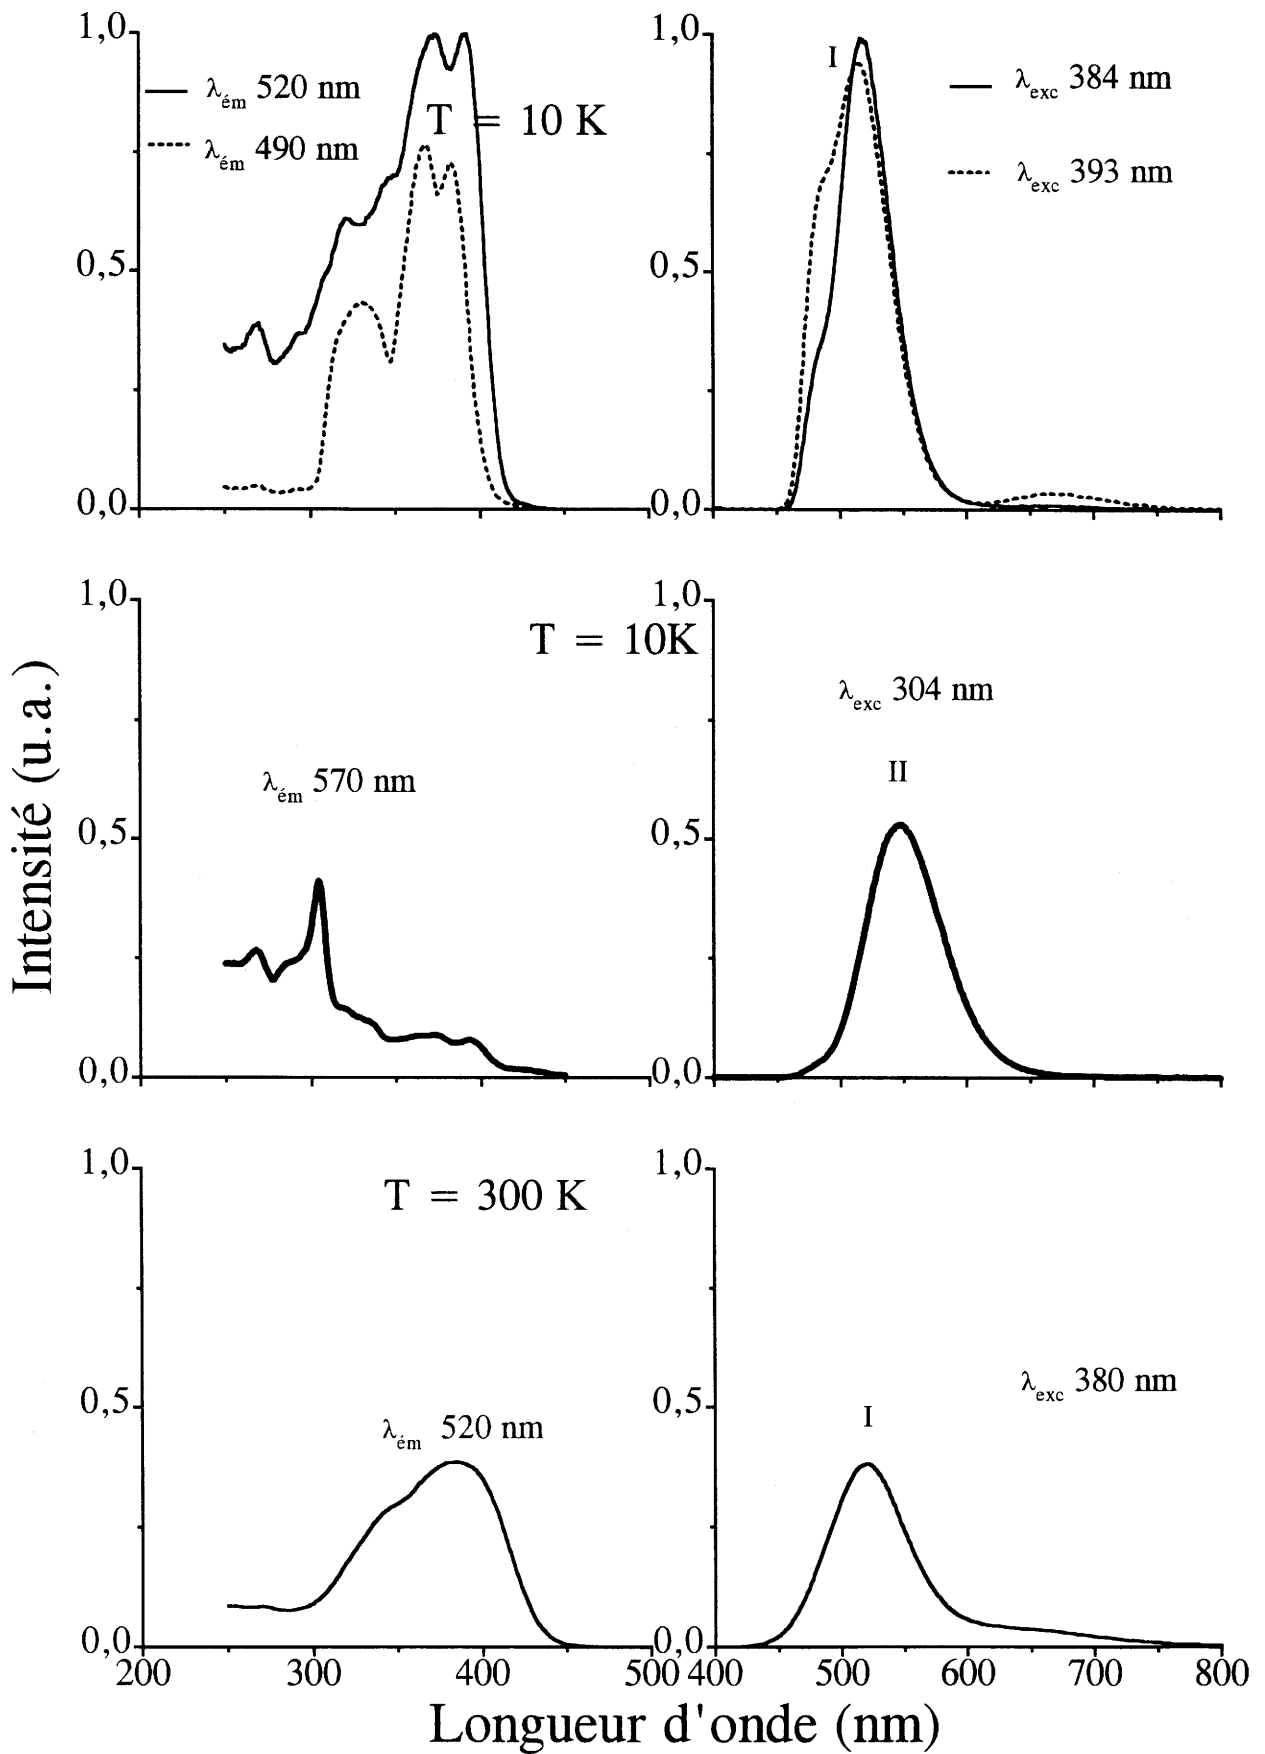 1,0
λém 520 nm
λém 490 nm
T = 10 K
0,5
0,0
1,0
I
λexc 384 nm
λexc 393 nm
0,5
0,0
Intensité (u.a.)
1,0
T = 10K
λém 570 nm
0,5
0,0
1,0
λexc 304 nm
II
0,5
0,0
1,0
T = 300 K
0,5
λém 520 nm
0,0
200 300 400 500
1,0
λexc 380 nm
I
0,5
0,0
400 500 600 700 800
Longueur d'onde (nm)